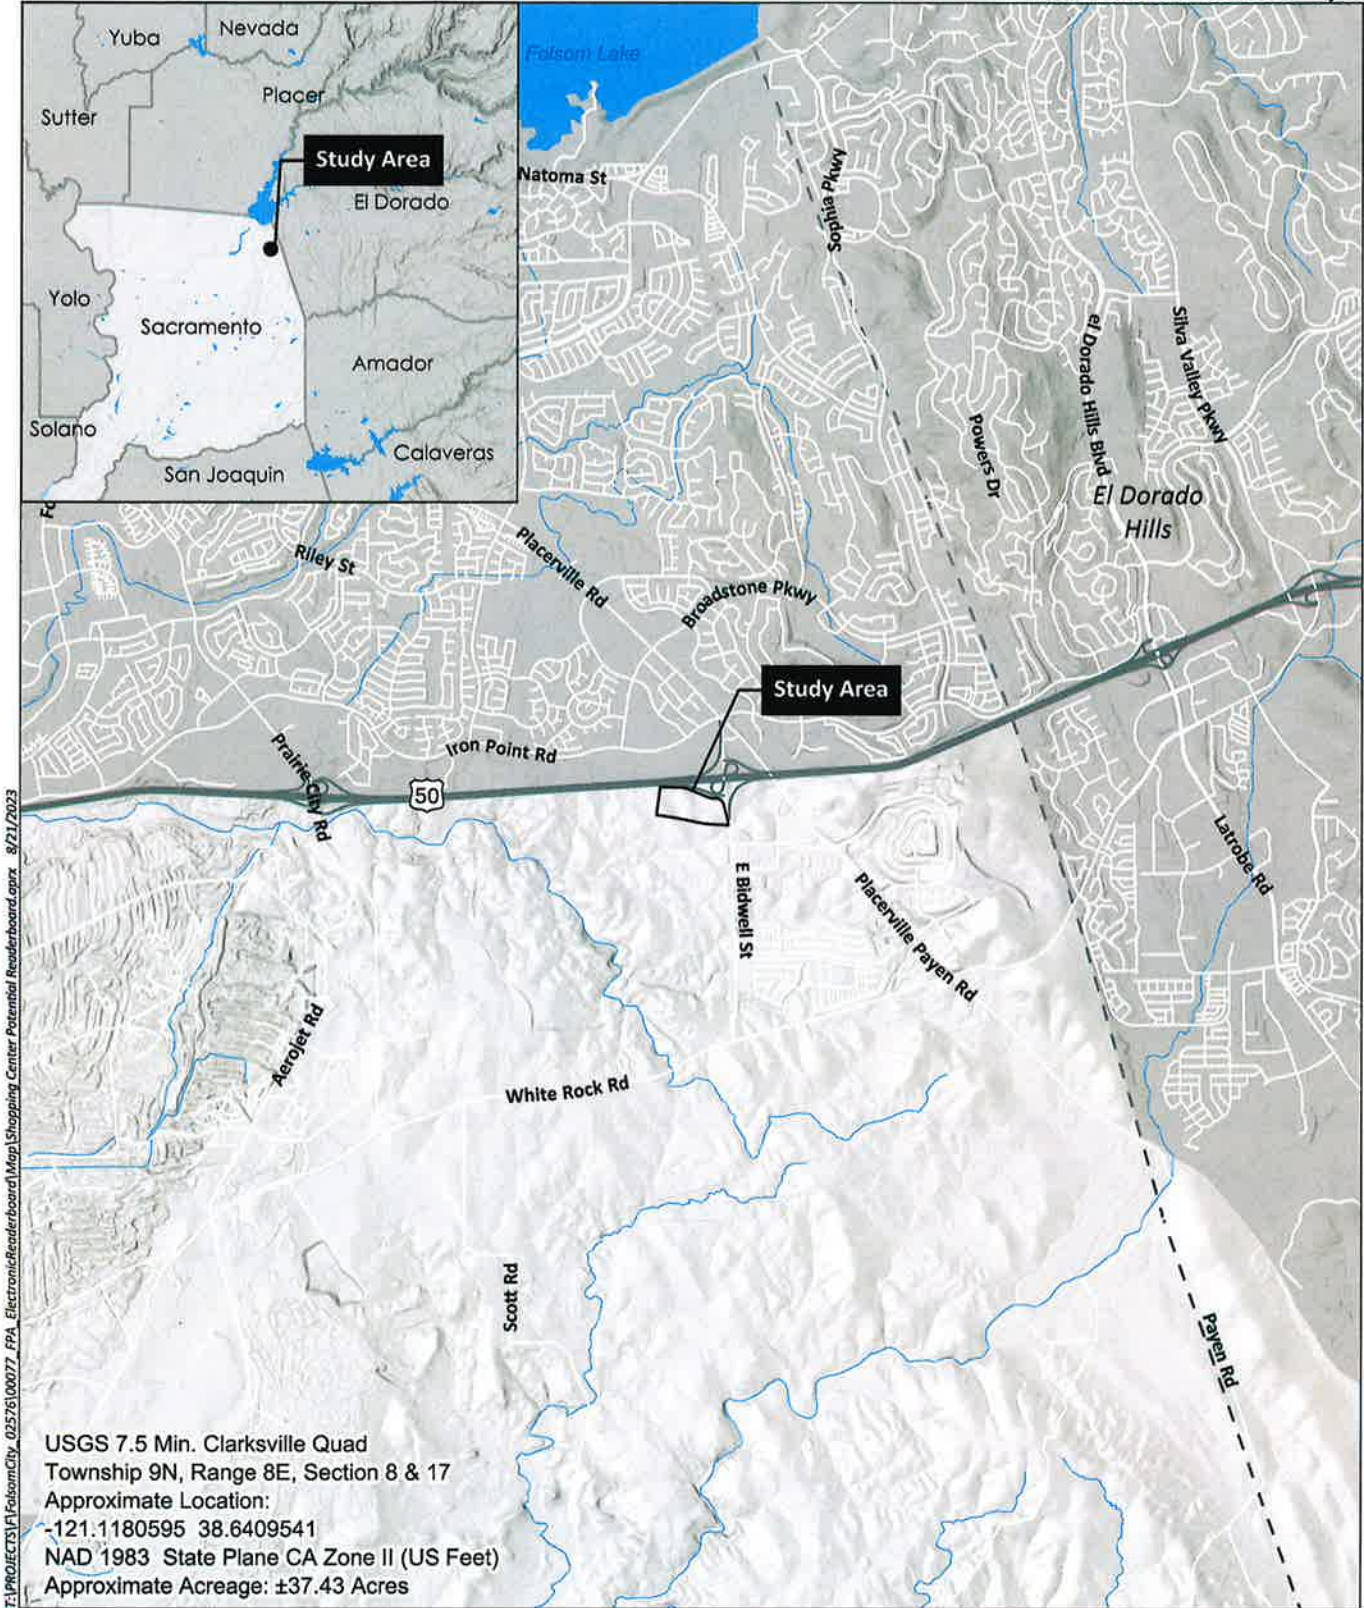 Yuba
Nevada
Placer
Sutter
Study Area
El Dorado
Yolo
Sacramento
Amador
Solano
Calaveras
San Joaquin
Folsom Lake
Natoma St
Sophia Pkwy
el Dorado Hills Blvd
Silva Valley Pkwy
Powers Dr
El Dorado
Hills
Riley St
Placerville Rd
Broadstone Pkwy
Study Area
Iron Point Rd
Prairie City Rd
50
Latrobe Rd
E Bidwell St
Placerville Payen Rd
Aerojet Rd
White Rock Rd
Scott Rd
Payen Rd
USGS 7.5 Min. Clarksville Quad
Township 9N, Range 8E, Section 8 & 17
Approximate Location:
-121.1180595 38.6409541
NAD 1983 State Plane CA Zone II (US Feet)
Approximate Acreage: ±37.43 Acres
T:\PROJECTS\F\FolsomCity_02576\00077_FPA_ElectronicReaderboard\Map\Shopping Center Potential Readerboard.aprx 8/21/2023